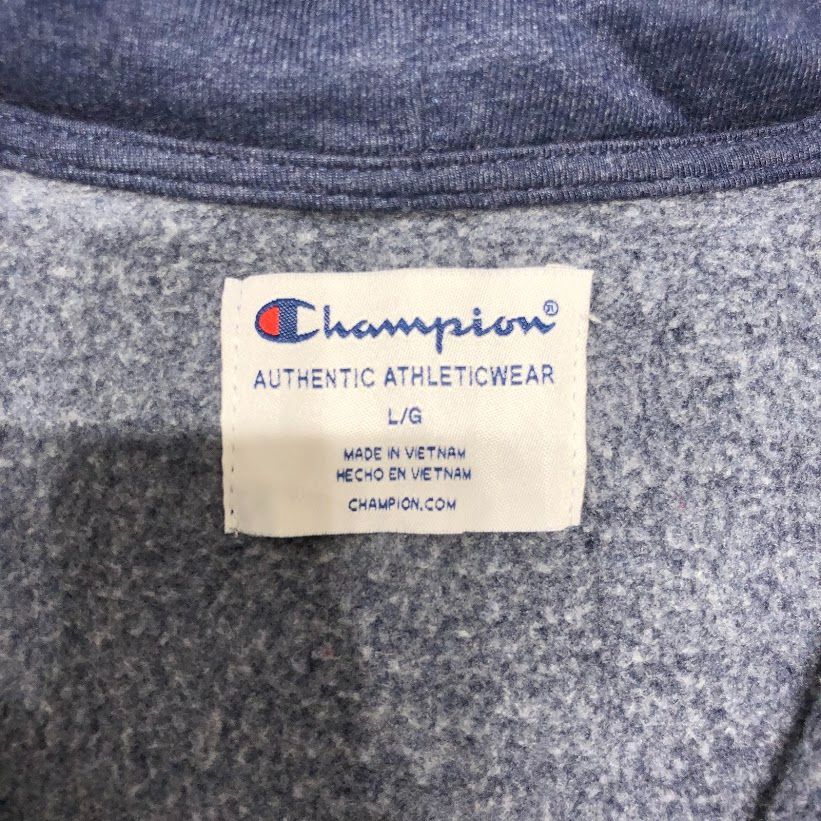 Champion®
AUTHENTIC ATHLETICWEAR
L/G
MADE IN VIETNAM
HECHO EN VIETNAM
CHAMPION.COM